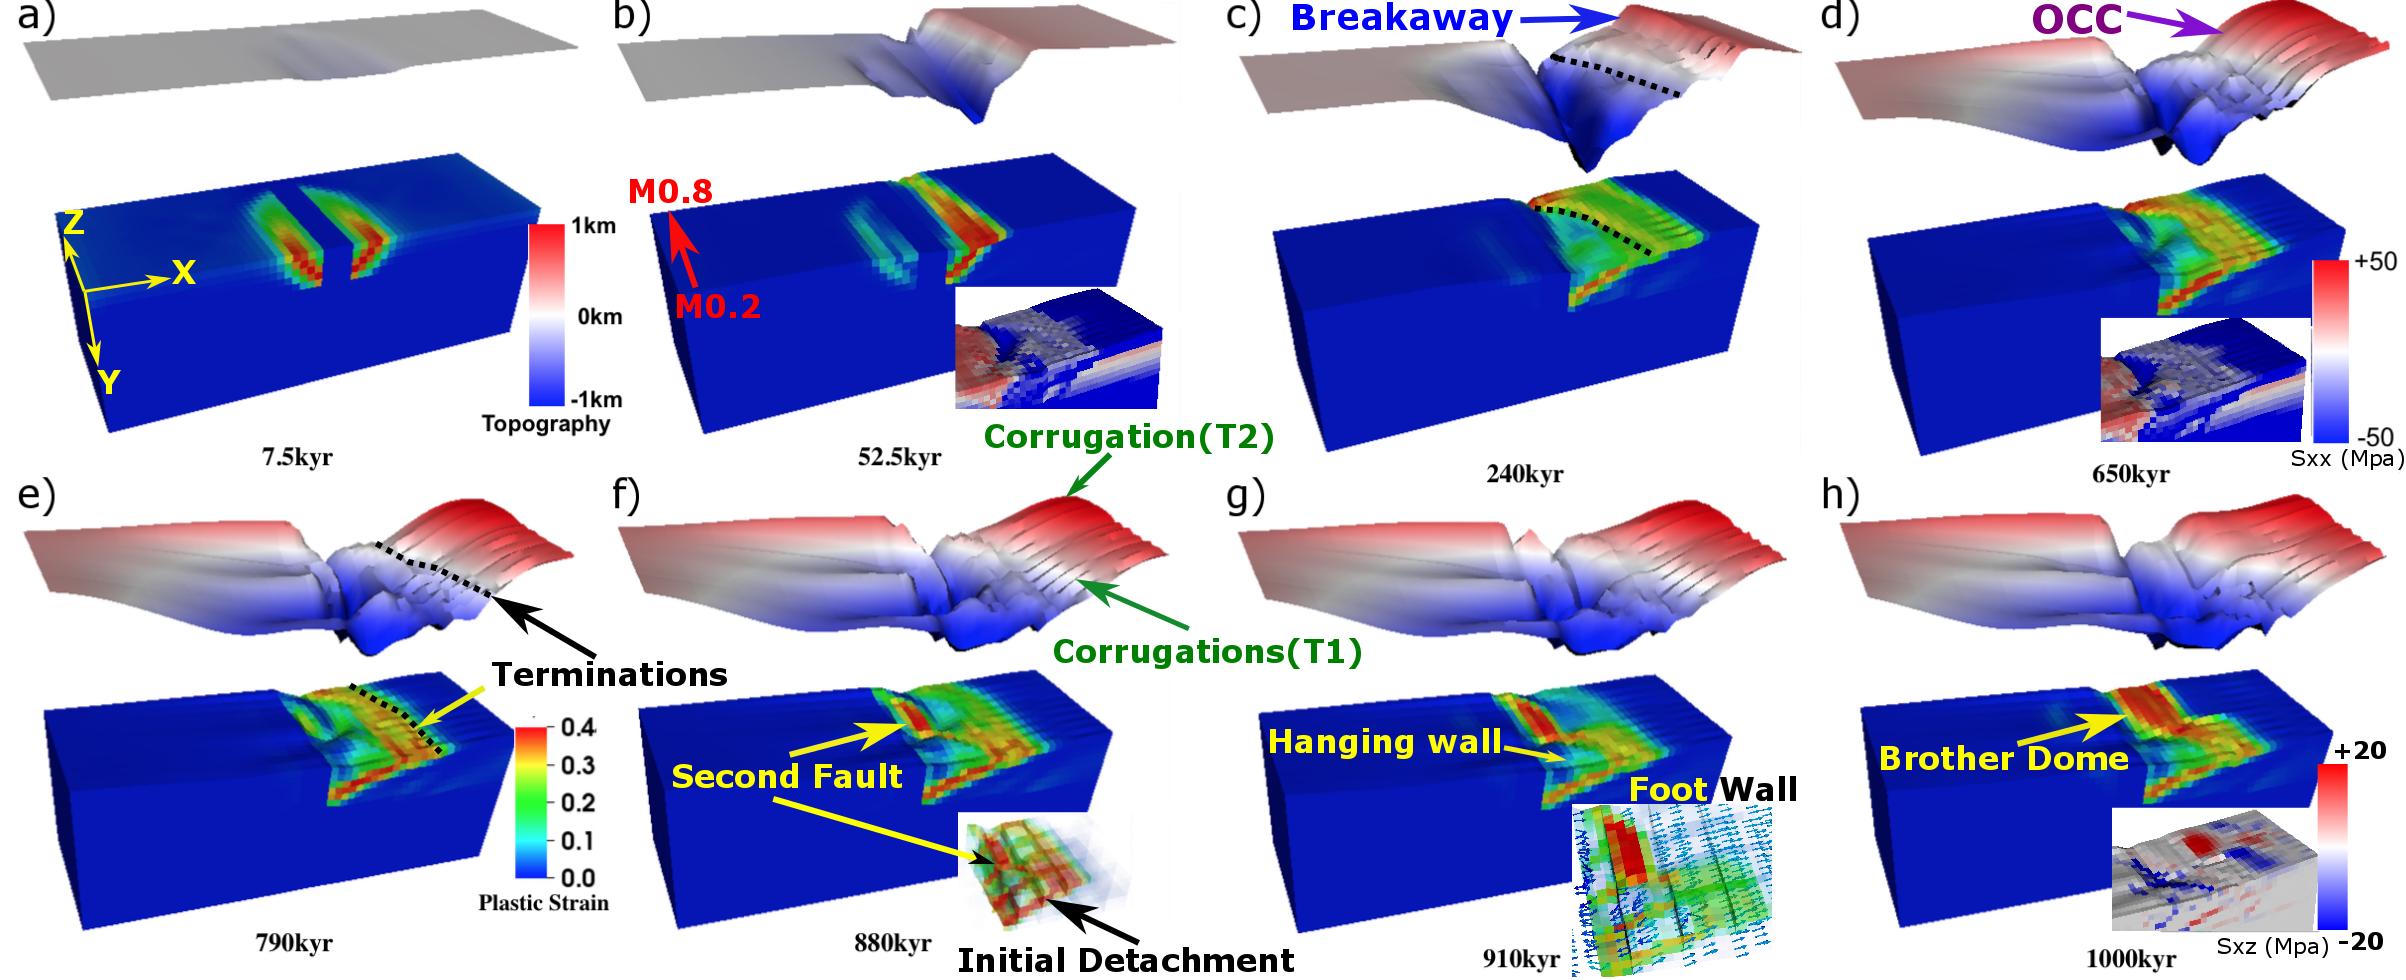 a)
Z
X
Y
1km
0km
-1km
Topography
7.5kyr
b)
M0.8
M0.2
52.5kyr
c)
Breakaway
240kyr
d)
OCC
+50
-50
Sxx (Mpa)
650kyr
e)
Terminations
0.4
0.3
0.2
0.1
0.0
Plastic Strain
790kyr
f)
Corrugation(T2)
Corrugations(T1)
Second Fault
880kyr
Initial Detachment
g)
Hanging wall
Foot Wall
910kyr
h)
Brother Dome
+20
-20
Sxz (Mpa)
1000kyr